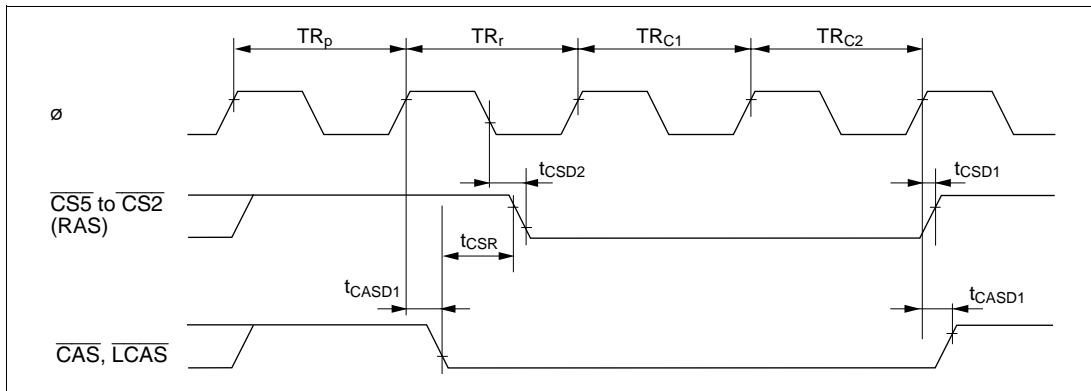 TRp TRr TRC1 TRC2
ø
tCSD2 tCSD1
CS5 to CS2
(RAS)
tCSR
tCASD1 tCASD1
CAS, LCAS